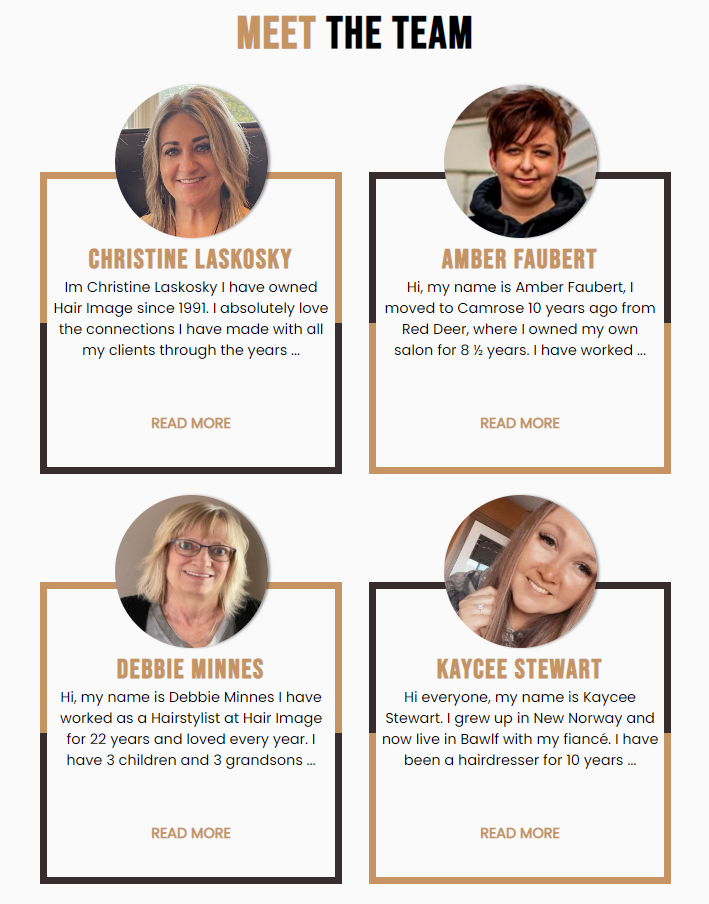 MEET THE TEAM
CHRISTINE LASKOSKY
Im Christine Laskosky I have owned
Hair Image since 1991. I absolutely love
the connections I have made with all
my clients through the years ...
READ MORE
AMBER FAUBERT
Hi, my name is Amber Faubert, I
moved to Camrose 10 years ago from
Red Deer, where I owned my own
salon for 8 ½ years. I have worked ...
READ MORE
DEBBIE MINNES
Hi, my name is Debbie Minnes I have
worked as a Hairstylist at Hair Image
for 22 years and loved every year. I
have 3 children and 3 grandsons ...
READ MORE
KAYCEE STEWART
Hi everyone, my name is Kaycee
Stewart. I grew up in New Norway and
now live in Bawlf with my fiancé. I have
been a hairdresser for 10 years ...
READ MORE